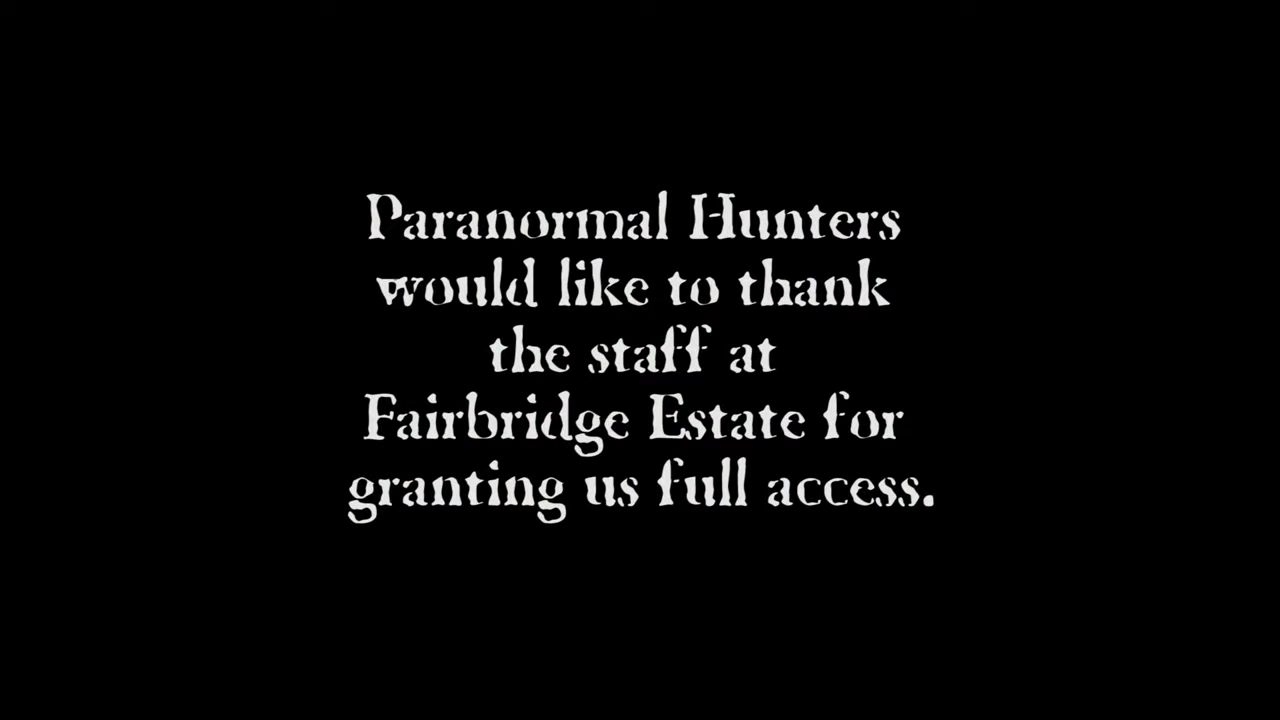 Paranormal Hunters
would like to thank
the staff at
Fairbridge Estate for
granting us full access.